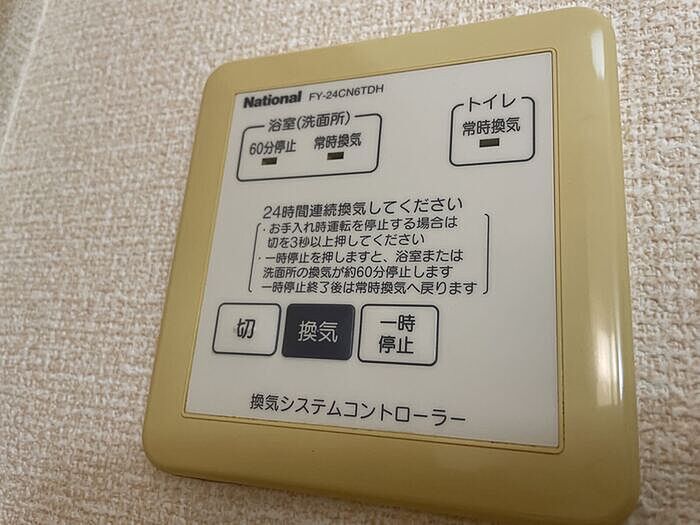 National FY-24CN6TDH
浴室(洗面所)
60分停止 常時換気
トイレ
常時換気
24時間連続換気してください
・お手入れ時運転を停止する場合は
切を3秒以上押してください
・一時停止を押しますと、浴室または
洗面所の換気が約60分停止します
一時停止終了後は常時換気へ戻ります
切
換気
一時
停止
換気システムコントローラー